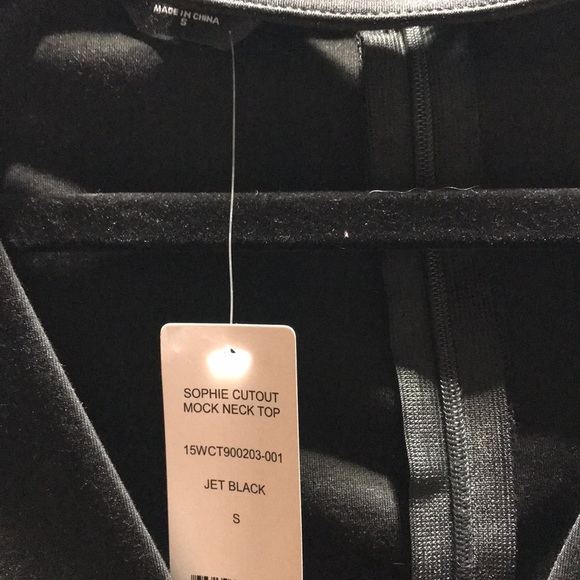 MADE IN CHINA
S
SOPHIE CUTOUT
MOCK NECK TOP
15WCT900203-001
JET BLACK
S